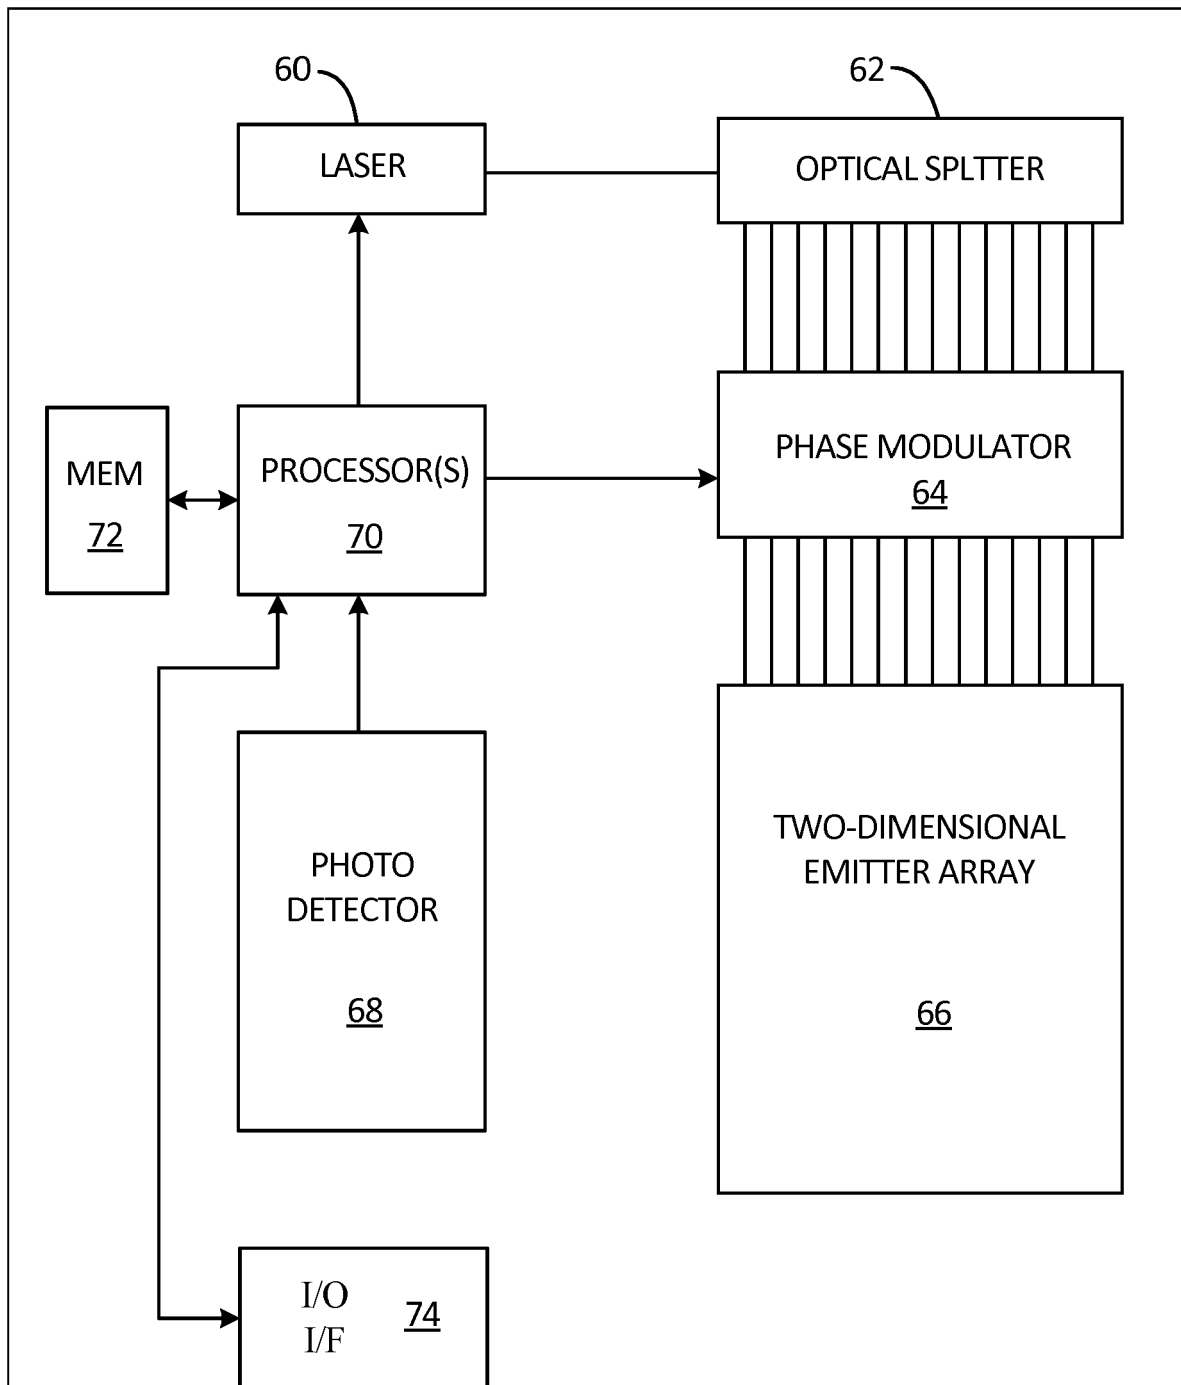 60
62
LASER
OPTICAL SPLTTER
MEM
72
PROCESSOR(S)
70
PHASE MODULATOR
64
PHOTO
DETECTOR
68
TWO-DIMENSIONAL
EMITTER ARRAY
66
I/O
I/F
74